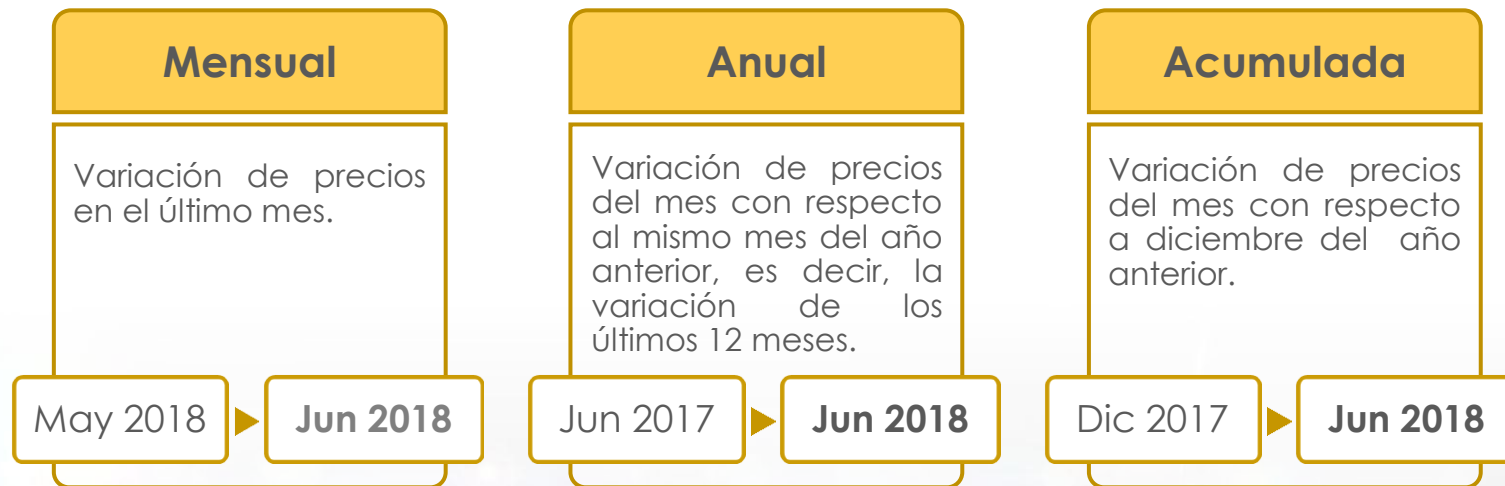 Mensual
Variación de precios
en el último mes.
May 2018
Jun 2018
Anual
Variación de precios
del mes con respecto
al mismo mes del año
anterior, es decir, la
variación de los
últimos 12 meses.
Jun 2017
Jun 2018
Acumulada
Variación de precios
del mes con respecto
a diciembre del año
anterior.
Dic 2017
Jun 2018